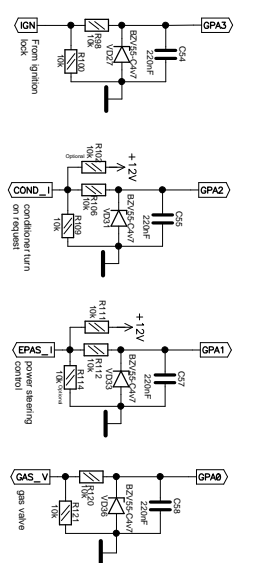 IGN
R98
10k
R100
10k
BZV55-C4v7
VD27
C54
220nF
GPA3
From ignition
lock
+12V
R102
10k
Optional
COND_I
R106
10k
R109
10k
BZV55-C4v7
VD31
C55
220nF
GPA2
conditioner turn
on request
+12V
R111
10k
EPAS_I
R112
10k
R114
10k
Optional
BZV55-C4v7
VD33
C57
220nF
GPA1
power steering
control
GAS_V
R120
10k
R121
10k
BZV55-C4v7
VD36
C58
220nF
GPA0
gas valve